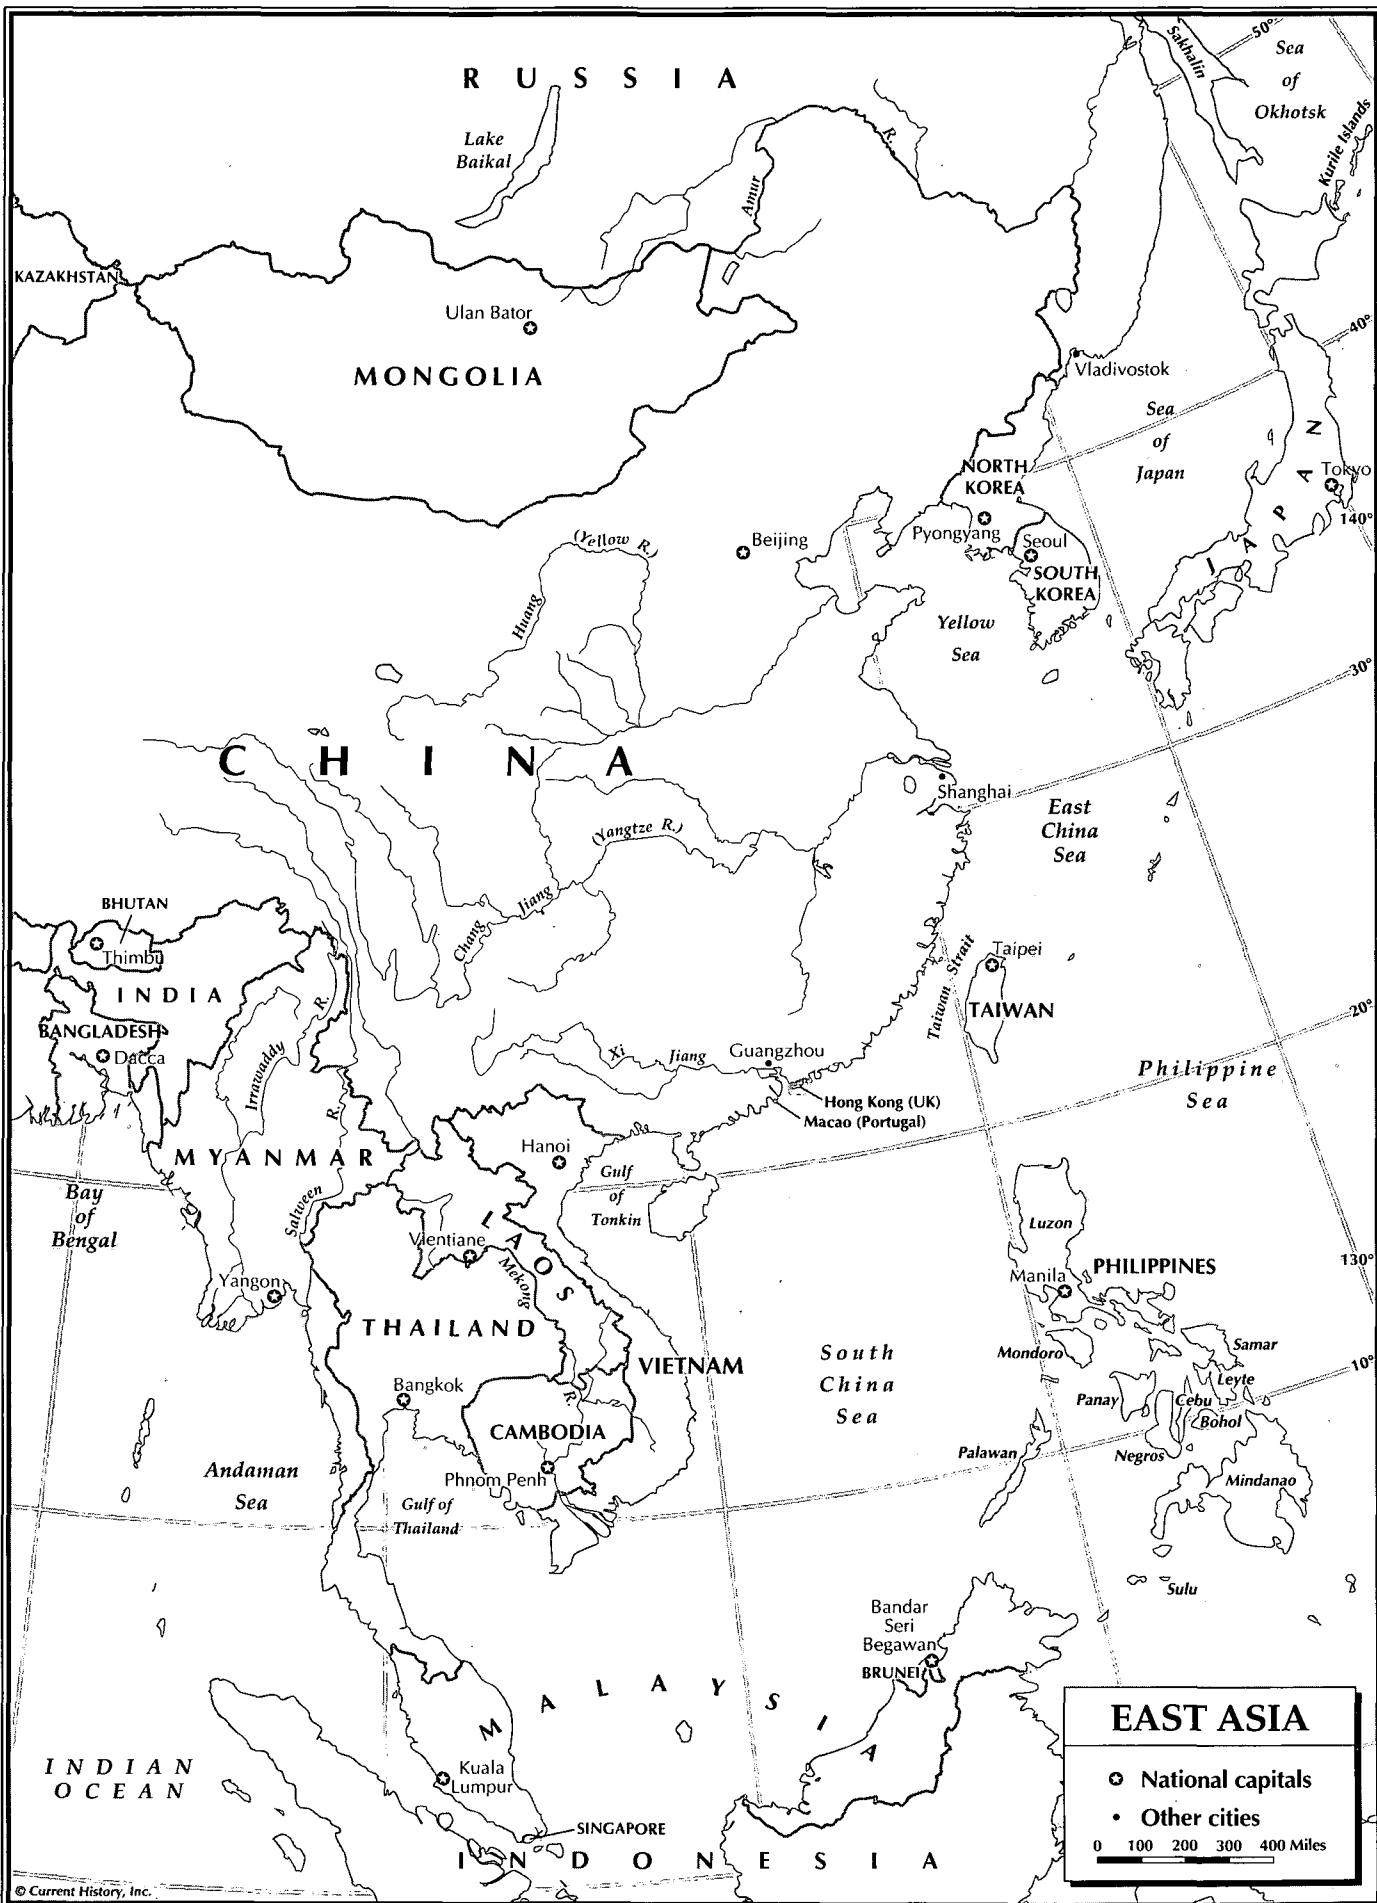 RUSSIA
50°
Sakhalin
Sea
of
Okhotsk
Kurile Islands
Lake
Baikal
R.
Amur
KAZAKHSTAN
Ulan Bator
MONGOLIA
40°
Vladivostok
Sea
of
Japan
JAPAN
Tokyo
140°
NORTH
KOREA
Pyongyang
Seoul
SOUTH
KOREA
(Yellow R.)
Beijing
Huang
Yellow
Sea
30°
CHINA
Shanghai
East
China
Sea
(Yangtze R.)
Jiang
Chang
BHUTAN
Thimbu
INDIA
R.
Taiwan Strait
Taipei
TAIWAN
20°
BANGLADESH
Dacca
Irrawaddy
Xi
Jiang
Guangzhou
Philippine
Sea
R.
Hong Kong (UK)
Macao (Portugal)
MYANMAR
Hanoi
Gulf
of
Tonkin
Bay
of
Bengal
Salween
LAOS
Luzon
Vientiane
Mekong
130°
Yangon
Manila
PHILIPPINES
THAILAND
VIETNAM
South
China
Sea
Mondoro
Samar
10°
Leyte
Bangkok
R.
Panay
Cebu
Bohol
CAMBODIA
Palawan
Negros
Andaman
Sea
Phnom Penh
Mindanao
Gulf of
Thailand
Sulu
Bandar
Seri
Begawan
BRUNEI
MALAYSIA
INDIAN
OCEAN
Kuala
Lumpur
SINGAPORE
INDONESIA
EAST ASIA
National capitals
Other cities
0 100 200 300 400 Miles
© Current History, Inc.